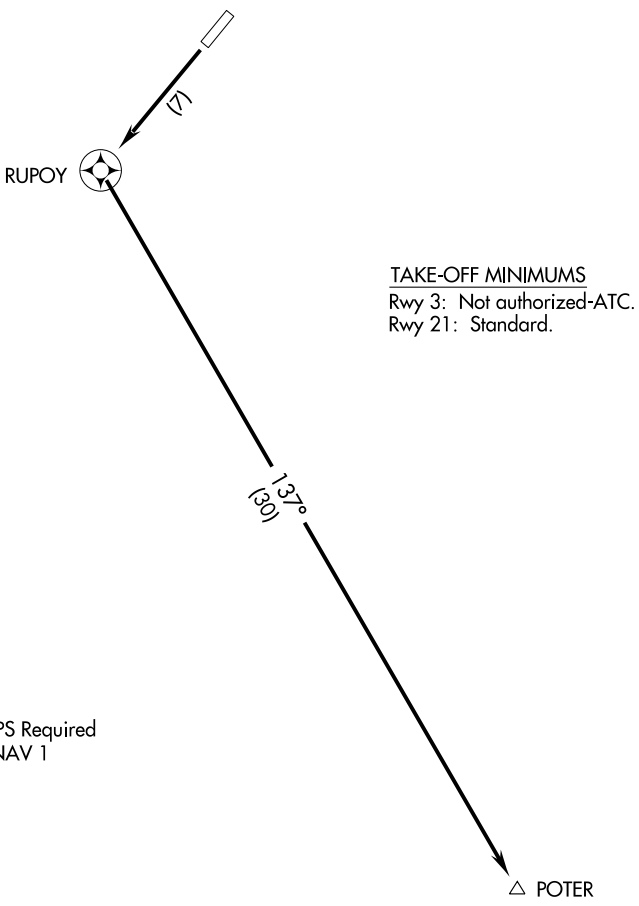 (7)
RUPOY
TAKE-OFF MINIMUMS
Rwy 3: Not authorized-ATC.
Rwy 21: Standard.
137°
(30)
PS Required
NAV 1
POTER